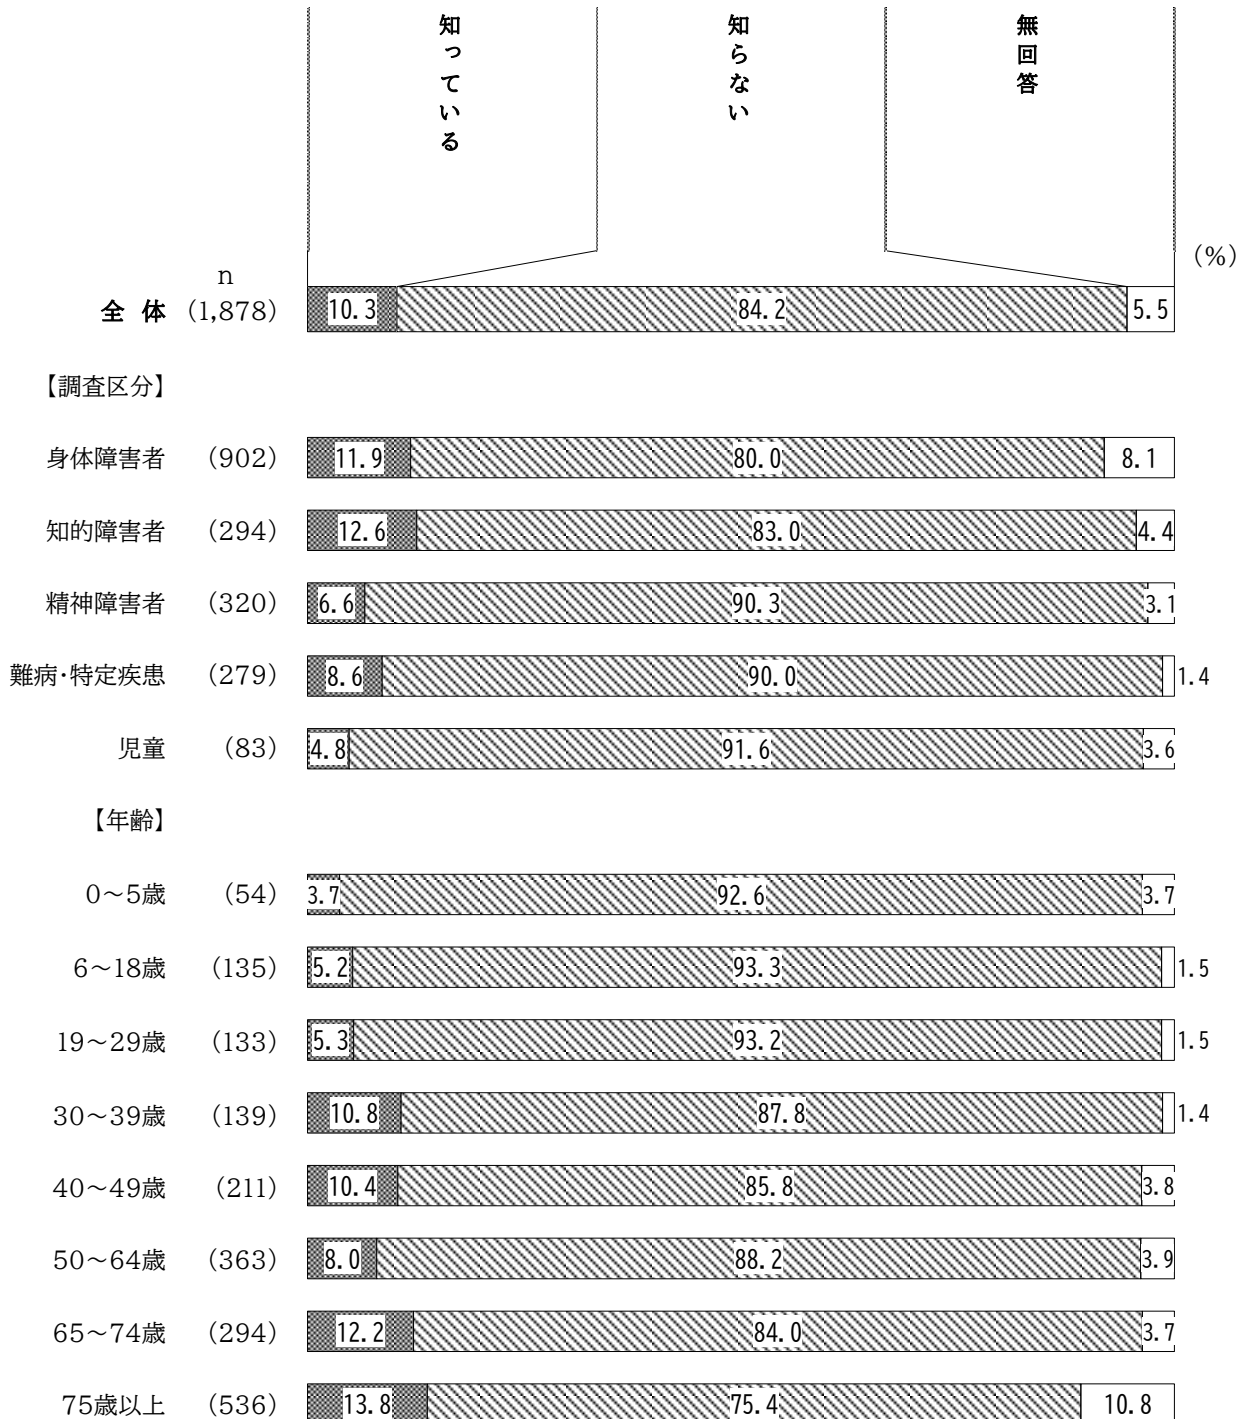 知っている
知らない
無回答
(%)
n
全 体 (1,878) 10.3 84.2 5.5
【調査区分】
身体障害者 (902) 11.9 80.0 8.1
知的障害者 (294) 12.6 83.0 4.4
精神障害者 (320) 6.6 90.3 3.1
難病・特定疾患 (279) 8.6 90.0 1.4
児童 (83) 4.8 91.6 3.6
【年齢】
0～5歳 (54) 3.7 92.6 3.7
6～18歳 (135) 5.2 93.3 1.5
19～29歳 (133) 5.3 93.2 1.5
30～39歳 (139) 10.8 87.8 1.4
40～49歳 (211) 10.4 85.8 3.8
50～64歳 (363) 8.0 88.2 3.9
65～74歳 (294) 12.2 84.0 3.7
75歳以上 (536) 13.8 75.4 10.8